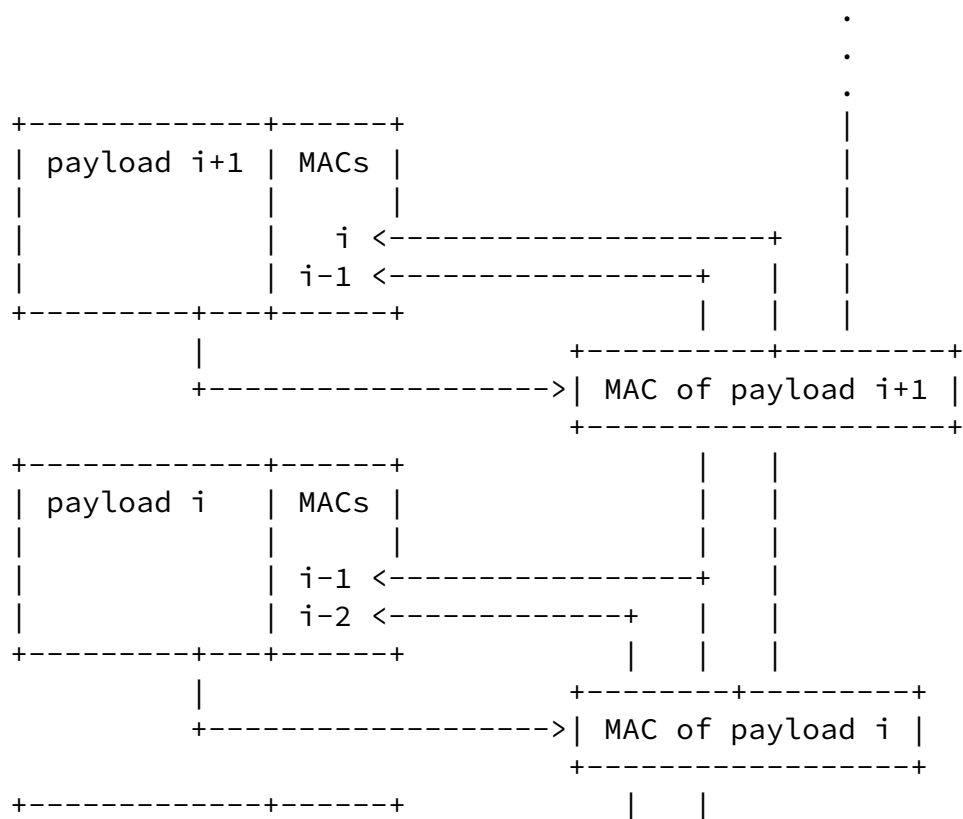 payload i+1 MACs
i
i-1
MAC of payload i+1
payload i MACs
i-1
i-2
MAC of payload i